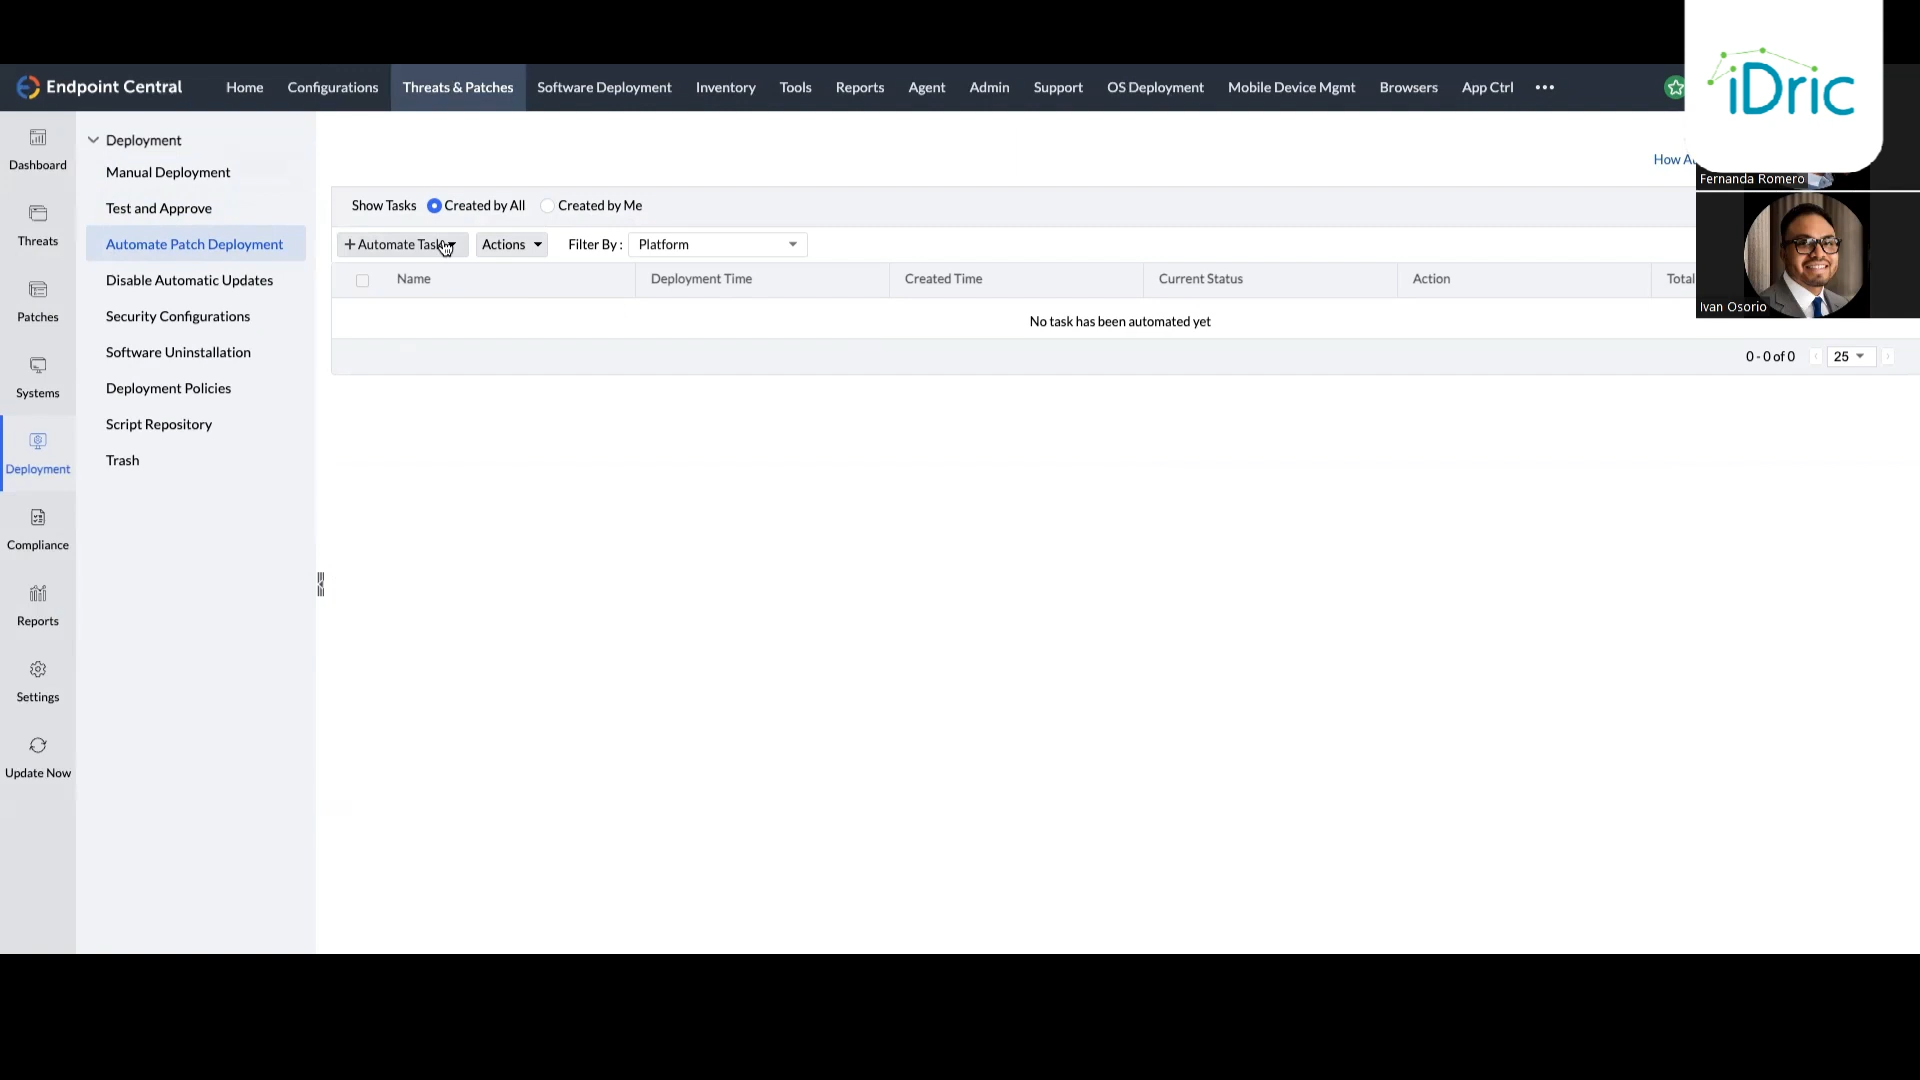 iDric
Endpoint Central Home Configurations Threats & Patches Software Deployment Inventory Tools Reports Agent Admin Support OS Deployment Mobile Device Mgmt Browsers App Ctrl •••
Dashboard
Threats
Patches
Systems
Deployment
Compliance
Reports
Settings
Update Now
Deployment
Manual Deployment
Test and Approve
Automate Patch Deployment
Disable Automatic Updates
Security Configurations
Software Uninstallation
Deployment Policies
Script Repository
Trash
How
Fernanda Romero
Show Tasks Created by All Created by Me
+ Automate Task Actions Filter By : Platform
Name Deployment Time Created Time Current Status Action Total
Ivan Osorio
No task has been automated yet
0 - 0 of 0 25